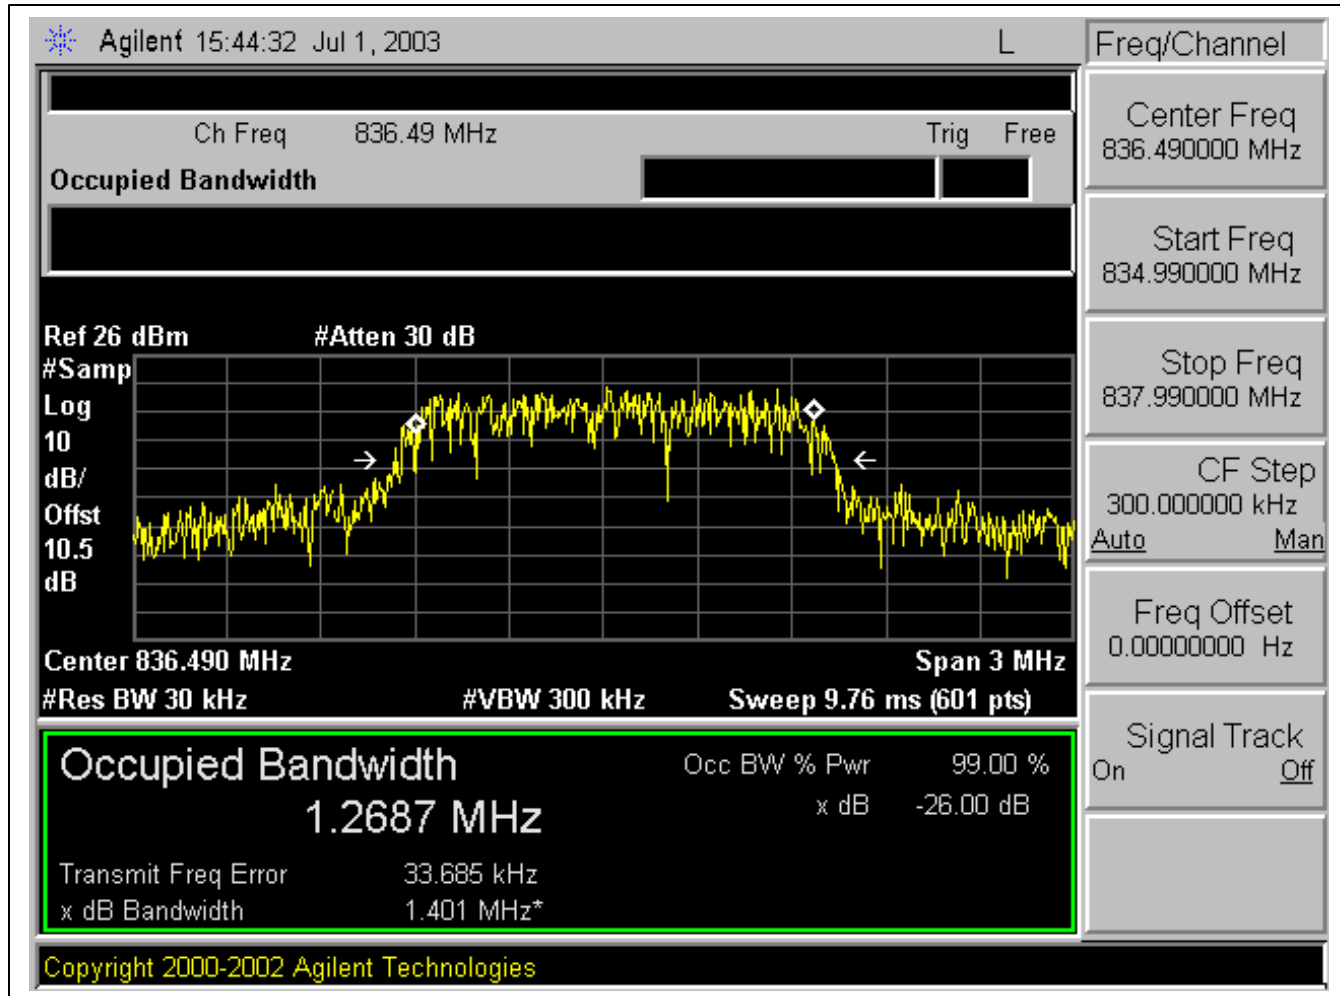 Agilent 15:44:32 Jul 1, 2003 L
Freq/Channel
Ch Freq 836.49 MHz Trig Free
Occupied Bandwidth
Center Freq
836.490000 MHz
Start Freq
834.990000 MHz
Stop Freq
837.990000 MHz
CF Step
300.000000 kHz
Auto Man
Freq Offset
0.00000000 Hz
Signal Track
On Off
Ref 26 dBm #Atten 30 dB
#Samp
Log
10
dB/
Offst
10.5
dB
Center 836.490 MHz Span 3 MHz
#Res BW 30 kHz #VBW 300 kHz Sweep 9.76 ms (601 pts)
Occupied Bandwidth Occ BW % Pwr 99.00 %
1.2687 MHz x dB -26.00 dB
Transmit Freq Error 33.685 kHz
x dB Bandwidth 1.401 MHz*
Copyright 2000-2002 Agilent Technologies